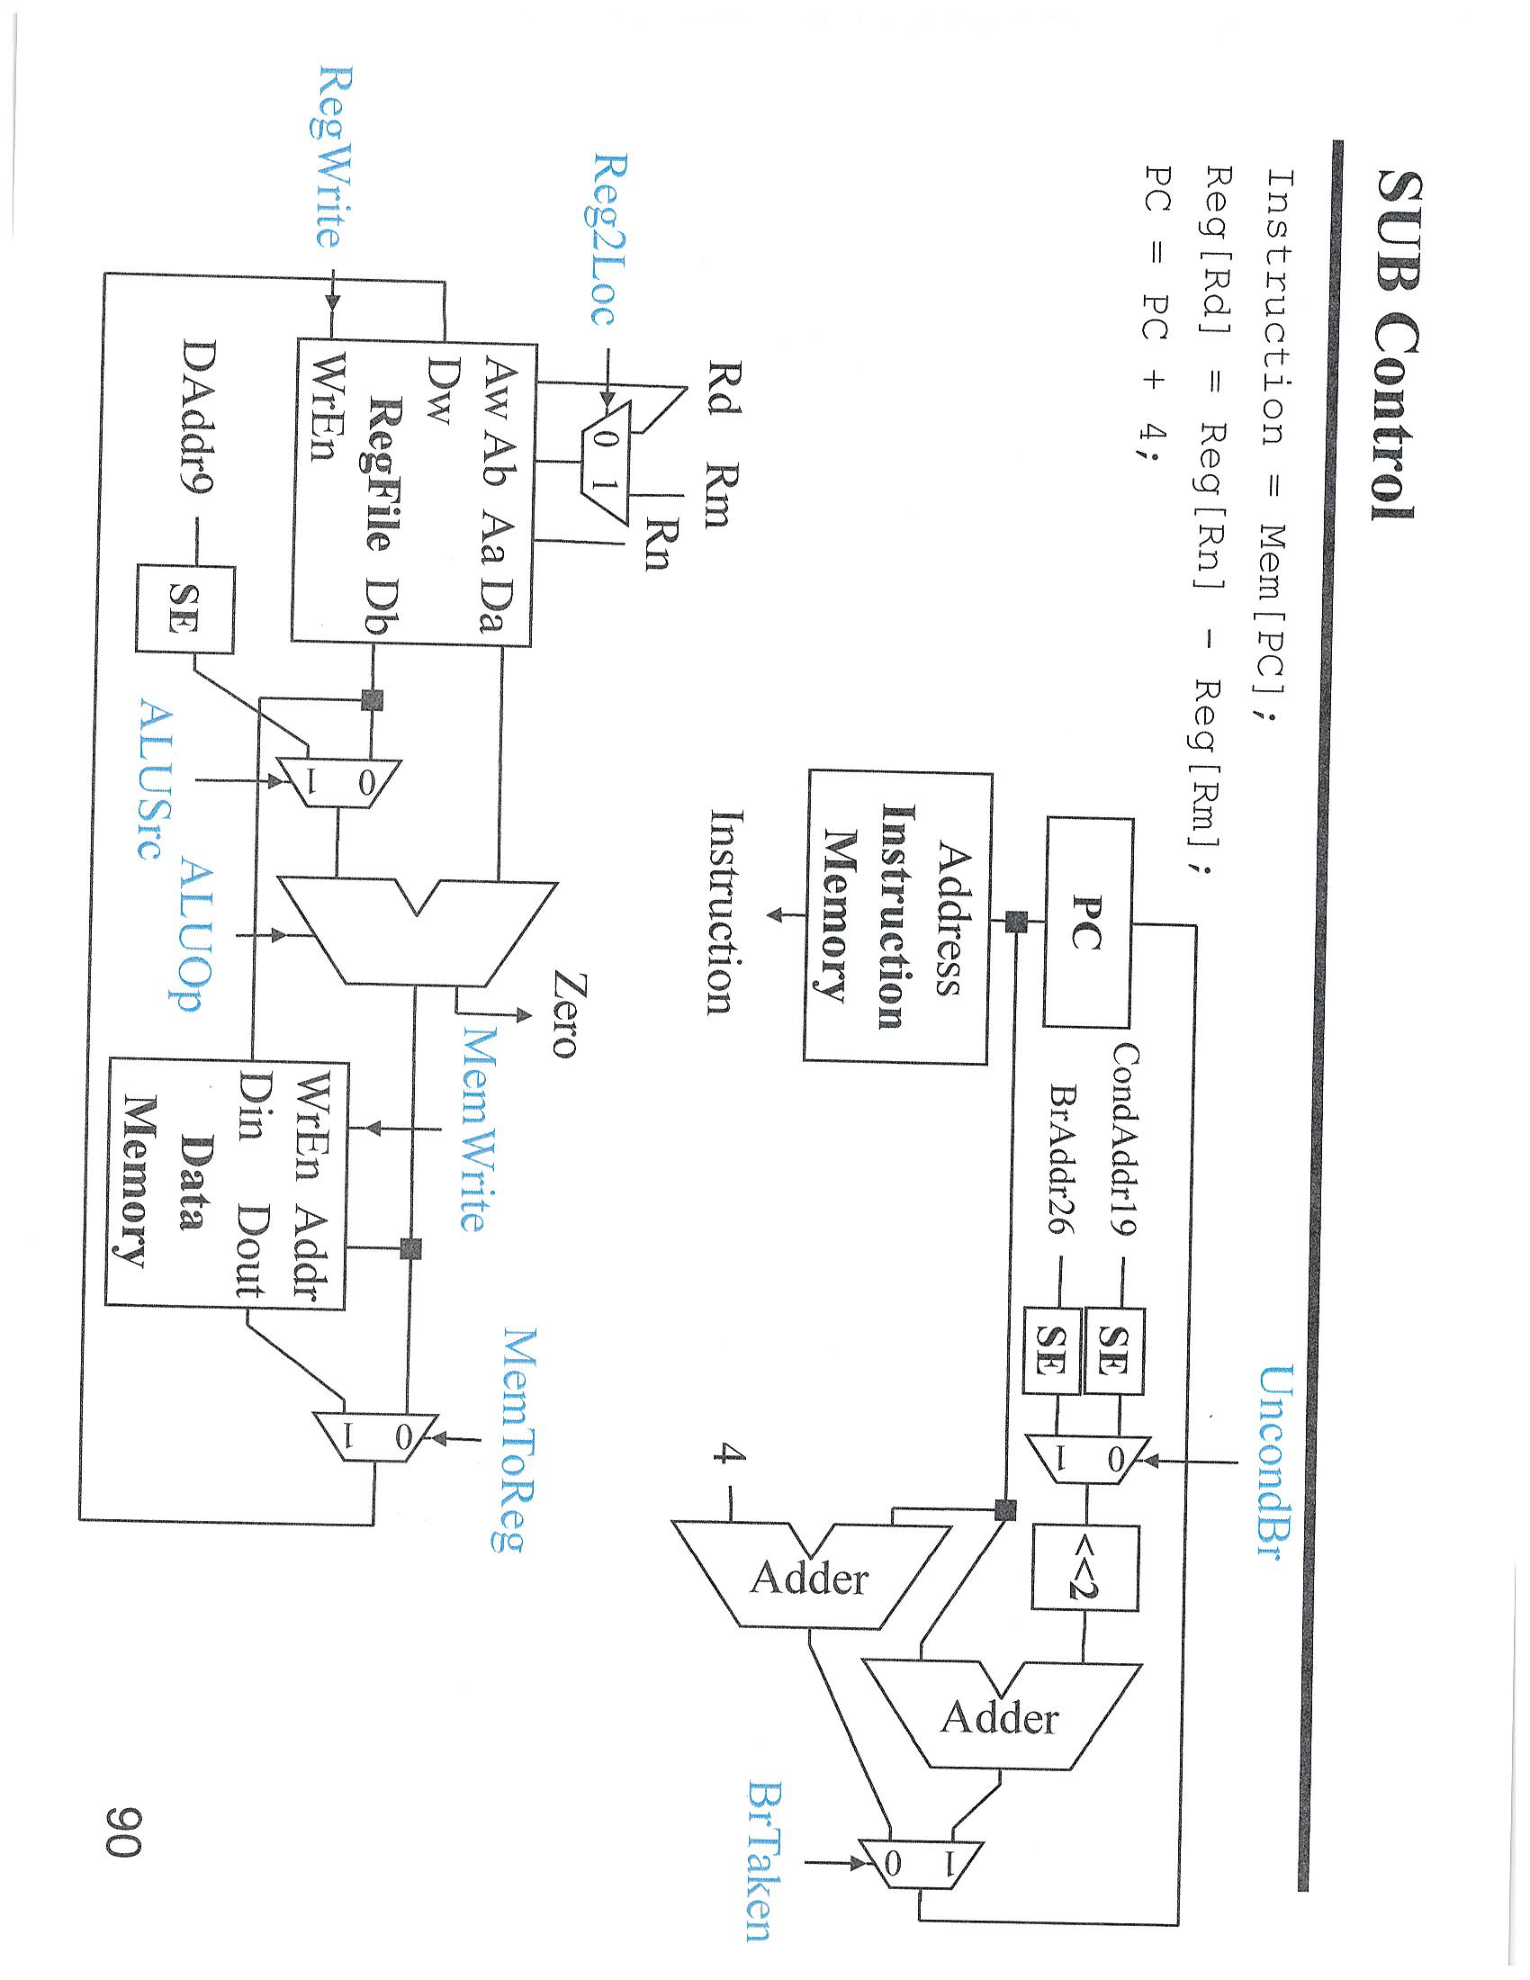 SUB Control
Instruction = Mem[PC];
Reg[Rd] = Reg[Rn] - Reg[Rm];
PC = PC + 4;
UncondBr
CondAddr19
SE
0
BrAddr26
SE
1
<<2
PC
Adder
1
0
Address
Instruction
Memory
Adder
4
BrTaken
Instruction
Rd
Rm
Rn
Reg2Loc
0
1
Zero
MemWrite
MemToReg
Aw Ab Aa Da
Dw
RegFile
Db
WrEn
RegWrite
0
1
0
1
WrEn Addr
Din
Dout
Data
Memory
DAddr9
SE
ALUSrc
ALUOp
90